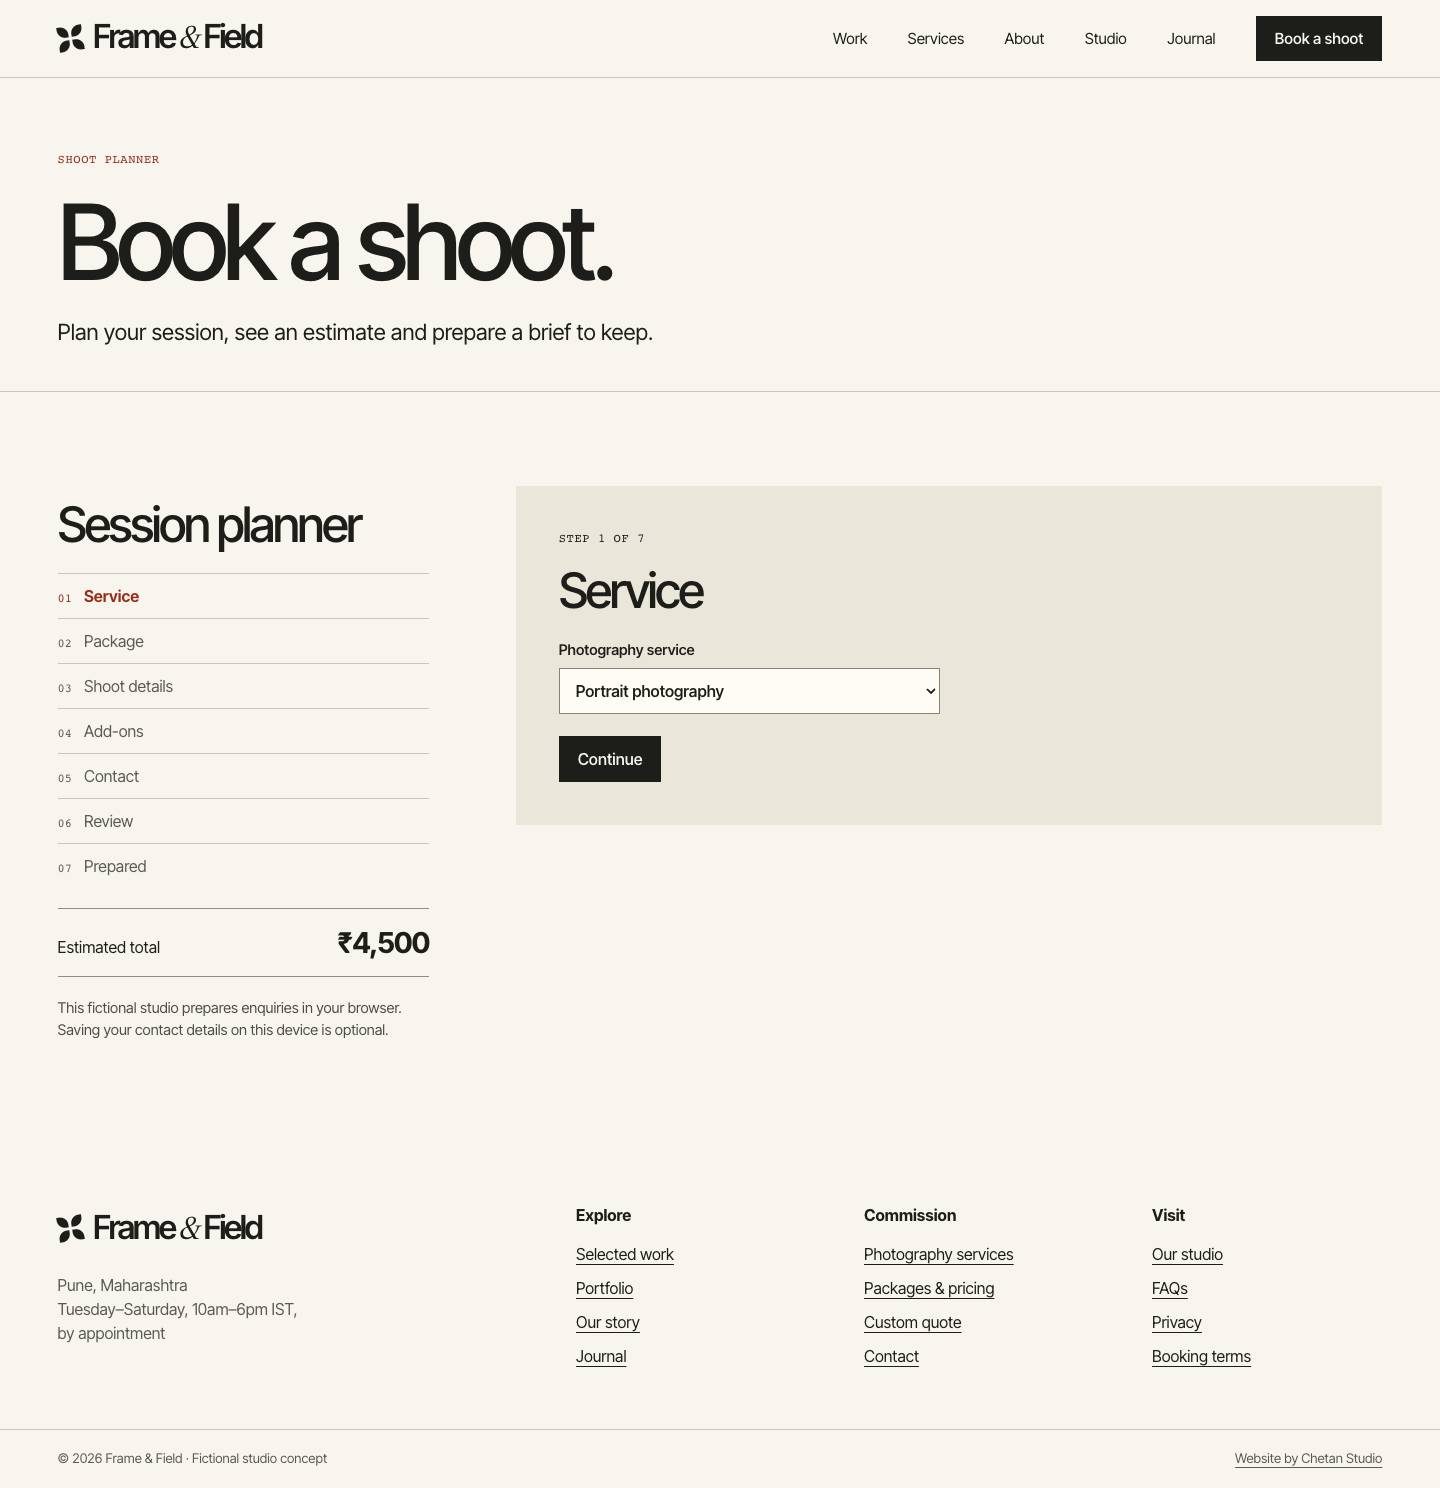 Frame & Field
Work
Services
About
Studio
Journal
Book a shoot
SHOOT PLANNER
Book a shoot.
Plan your session, see an estimate and prepare a brief to keep.
Session planner
01 Service
02 Package
03 Shoot details
04 Add-ons
05 Contact
06 Review
07 Prepared
Estimated total ₹4,500
This fictional studio prepares enquiries in your browser.
Saving your contact details on this device is optional.
STEP 1 OF 7
Service
Photography service
Portrait photography
Continue
Frame & Field
Pune, Maharashtra
Tuesday–Saturday, 10am–6pm IST,
by appointment
Explore
Selected work
Portfolio
Our story
Journal
Commission
Photography services
Packages & pricing
Custom quote
Contact
Visit
Our studio
FAQs
Privacy
Booking terms
© 2026 Frame & Field · Fictional studio concept
Website by Chetan Studio